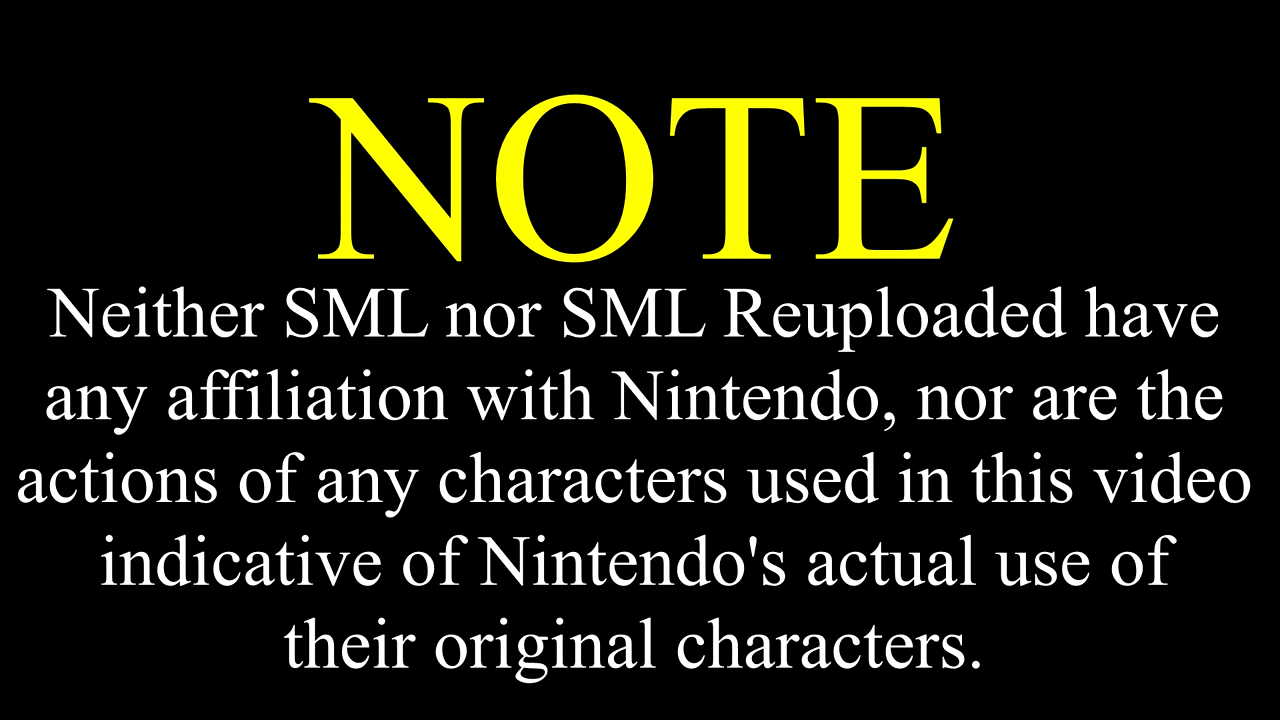 NOTE
Neither SML nor SML Reuploaded have
any affiliation with Nintendo, nor are the
actions of any characters used in this video
indicative of Nintendo's actual use of
their original characters.